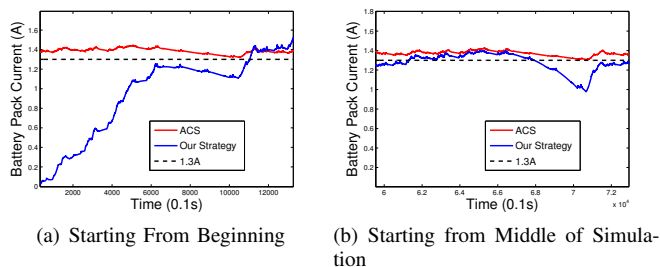 Battery Pack Current (A)
1.6
1.4
1.2
1
0.8
0.6
0.4
0.2
0
ACS
Our Strategy
1.3A
2000 4000 6000 8000 10000 12000
Time (0.1s)
(a) Starting From Beginning
Battery Pack Current (A)
1.8
1.6
1.4
1.2
1
0.8
0.6
0.4
0.2
ACS
Our Strategy
1.3A
6 6.2 6.4 6.6 6.8 7 7.2
Time (0.1s)
(b) Starting from Middle of Simula-
tion